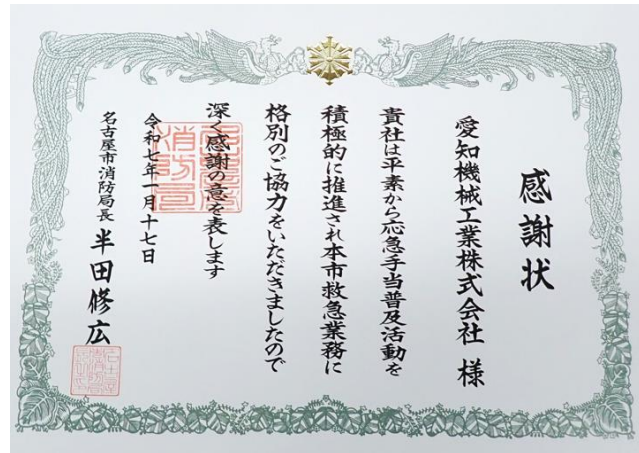 感謝状
愛知機械工業株式会社 様
貴社は平素から応急手当普及活動を
積極的に推進され本市救急業務に
格別のご協力をいただきましたので
深く感謝の意を表します
令和七年一月十七日
名古屋市消防局長 半田修広